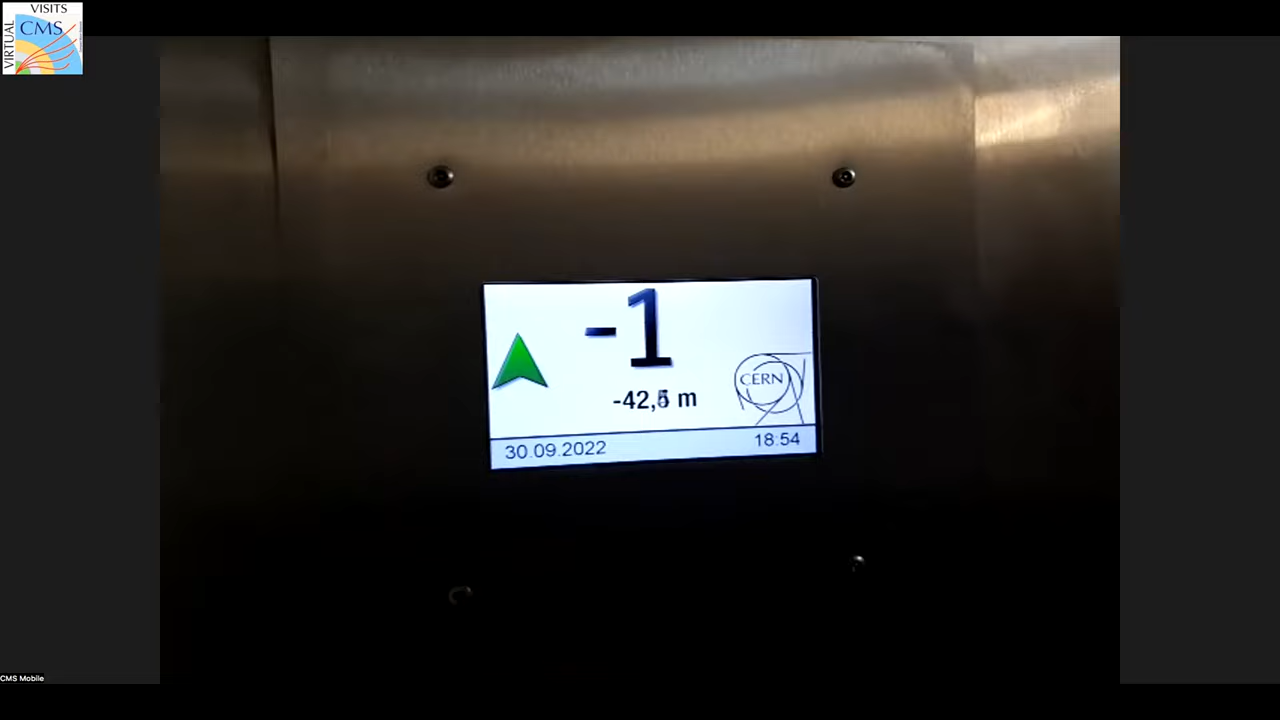 VISITS
CMS
VIRTUAL
-1
-42,5 m
CERN
30.09.2022
18:54
CMS Mobile